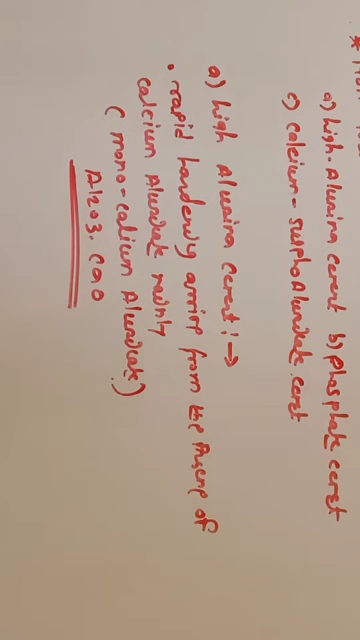 a) high-Alumina cement b) phosphate cement
c) calcium-sulphoAluminate cement
a) high Alumina cement :→
• rapid hardening arising from the presence of
calcium Aluminate mainly
( mono-calcium Aluminate)
Al2O3. CaO